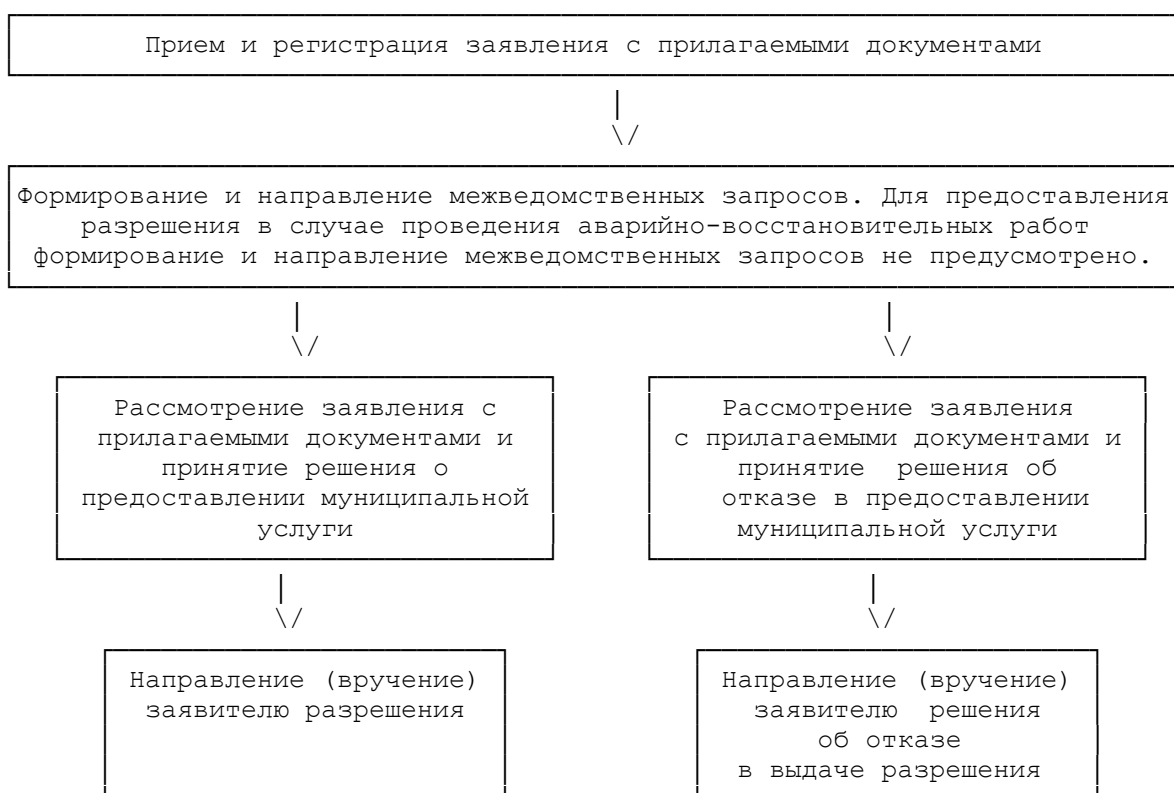 Прием и регистрация заявления с прилагаемыми документами
Формирование и направление межведомственных запросов. Для предоставления
разрешения в случае проведения аварийно-восстановительных работ
формирование и направление межведомственных запросов не предусмотрено.
Рассмотрение заявления с
прилагаемыми документами и
принятие решения о
предоставлении муниципальной
услуги
Рассмотрение заявления
с прилагаемыми документами и
принятие решения об
отказе в предоставлении
муниципальной услуги
Направление (вручение)
заявителю разрешения
Направление (вручение)
заявителю решения
об отказе
в выдаче разрешения